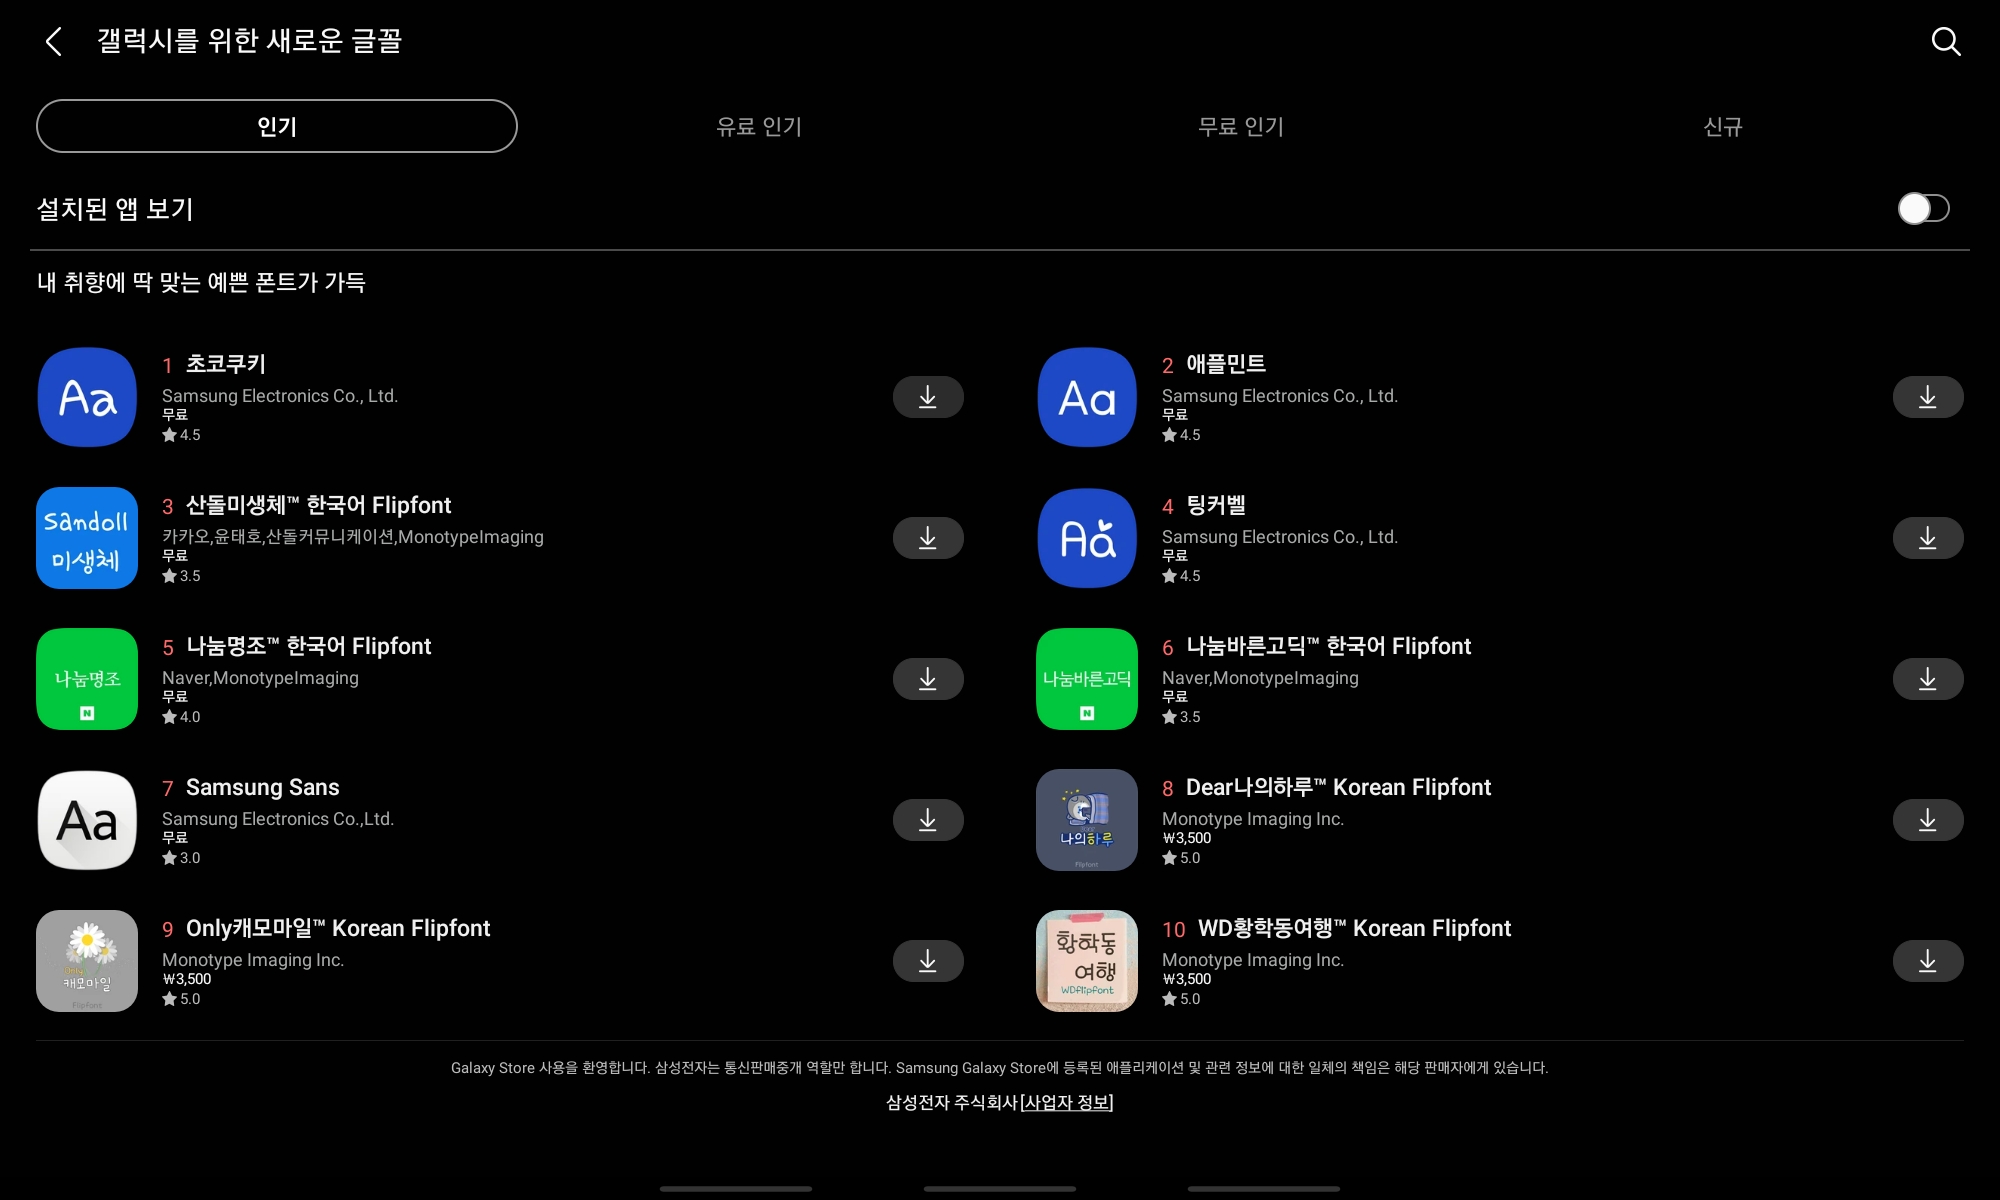 갤럭시를 위한 새로운 글꼴
인기
유료 인기
무료 인기
신규
설치된 앱 보기
내 취향에 딱 맞는 예쁜 폰트가 가득
Aa
1 초코쿠키
Samsung Electronics Co., Ltd.
무료
4.5
Aa
2 애플민트
Samsung Electronics Co., Ltd.
무료
4.5
Sandoll
미생체
3 산돌미생체™ 한국어 Flipfont
카카오,윤태호,산돌커뮤니케이션,MonotypeImaging
무료
3.5
Aa
4 팅커벨
Samsung Electronics Co., Ltd.
무료
4.5
나눔명조
N
5 나눔명조™ 한국어 Flipfont
Naver,MonotypeImaging
무료
4.0
나눔바른고딕
N
6 나눔바른고딕™ 한국어 Flipfont
Naver,MonotypeImaging
무료
3.5
Aa
7 Samsung Sans
Samsung Electronics Co.,Ltd.
무료
3.0
나의하루
Flipfont
8 Dear나의하루™ Korean Flipfont
Monotype Imaging Inc.
₩3,500
5.0
Only
캐모마일
Flipfont
9 Only캐모마일™ Korean Flipfont
Monotype Imaging Inc.
₩3,500
5.0
황학동
여행
WDflipfont
10 WD황학동여행™ Korean Flipfont
Monotype Imaging Inc.
₩3,500
5.0
Galaxy Store 사용을 환영합니다. 삼성전자는 통신판매중개 역할만 합니다. Samsung Galaxy Store에 등록된 애플리케이션 및 관련 정보에 대한 일체의 책임은 해당 판매자에게 있습니다.
삼성전자 주식회사[사업자 정보]